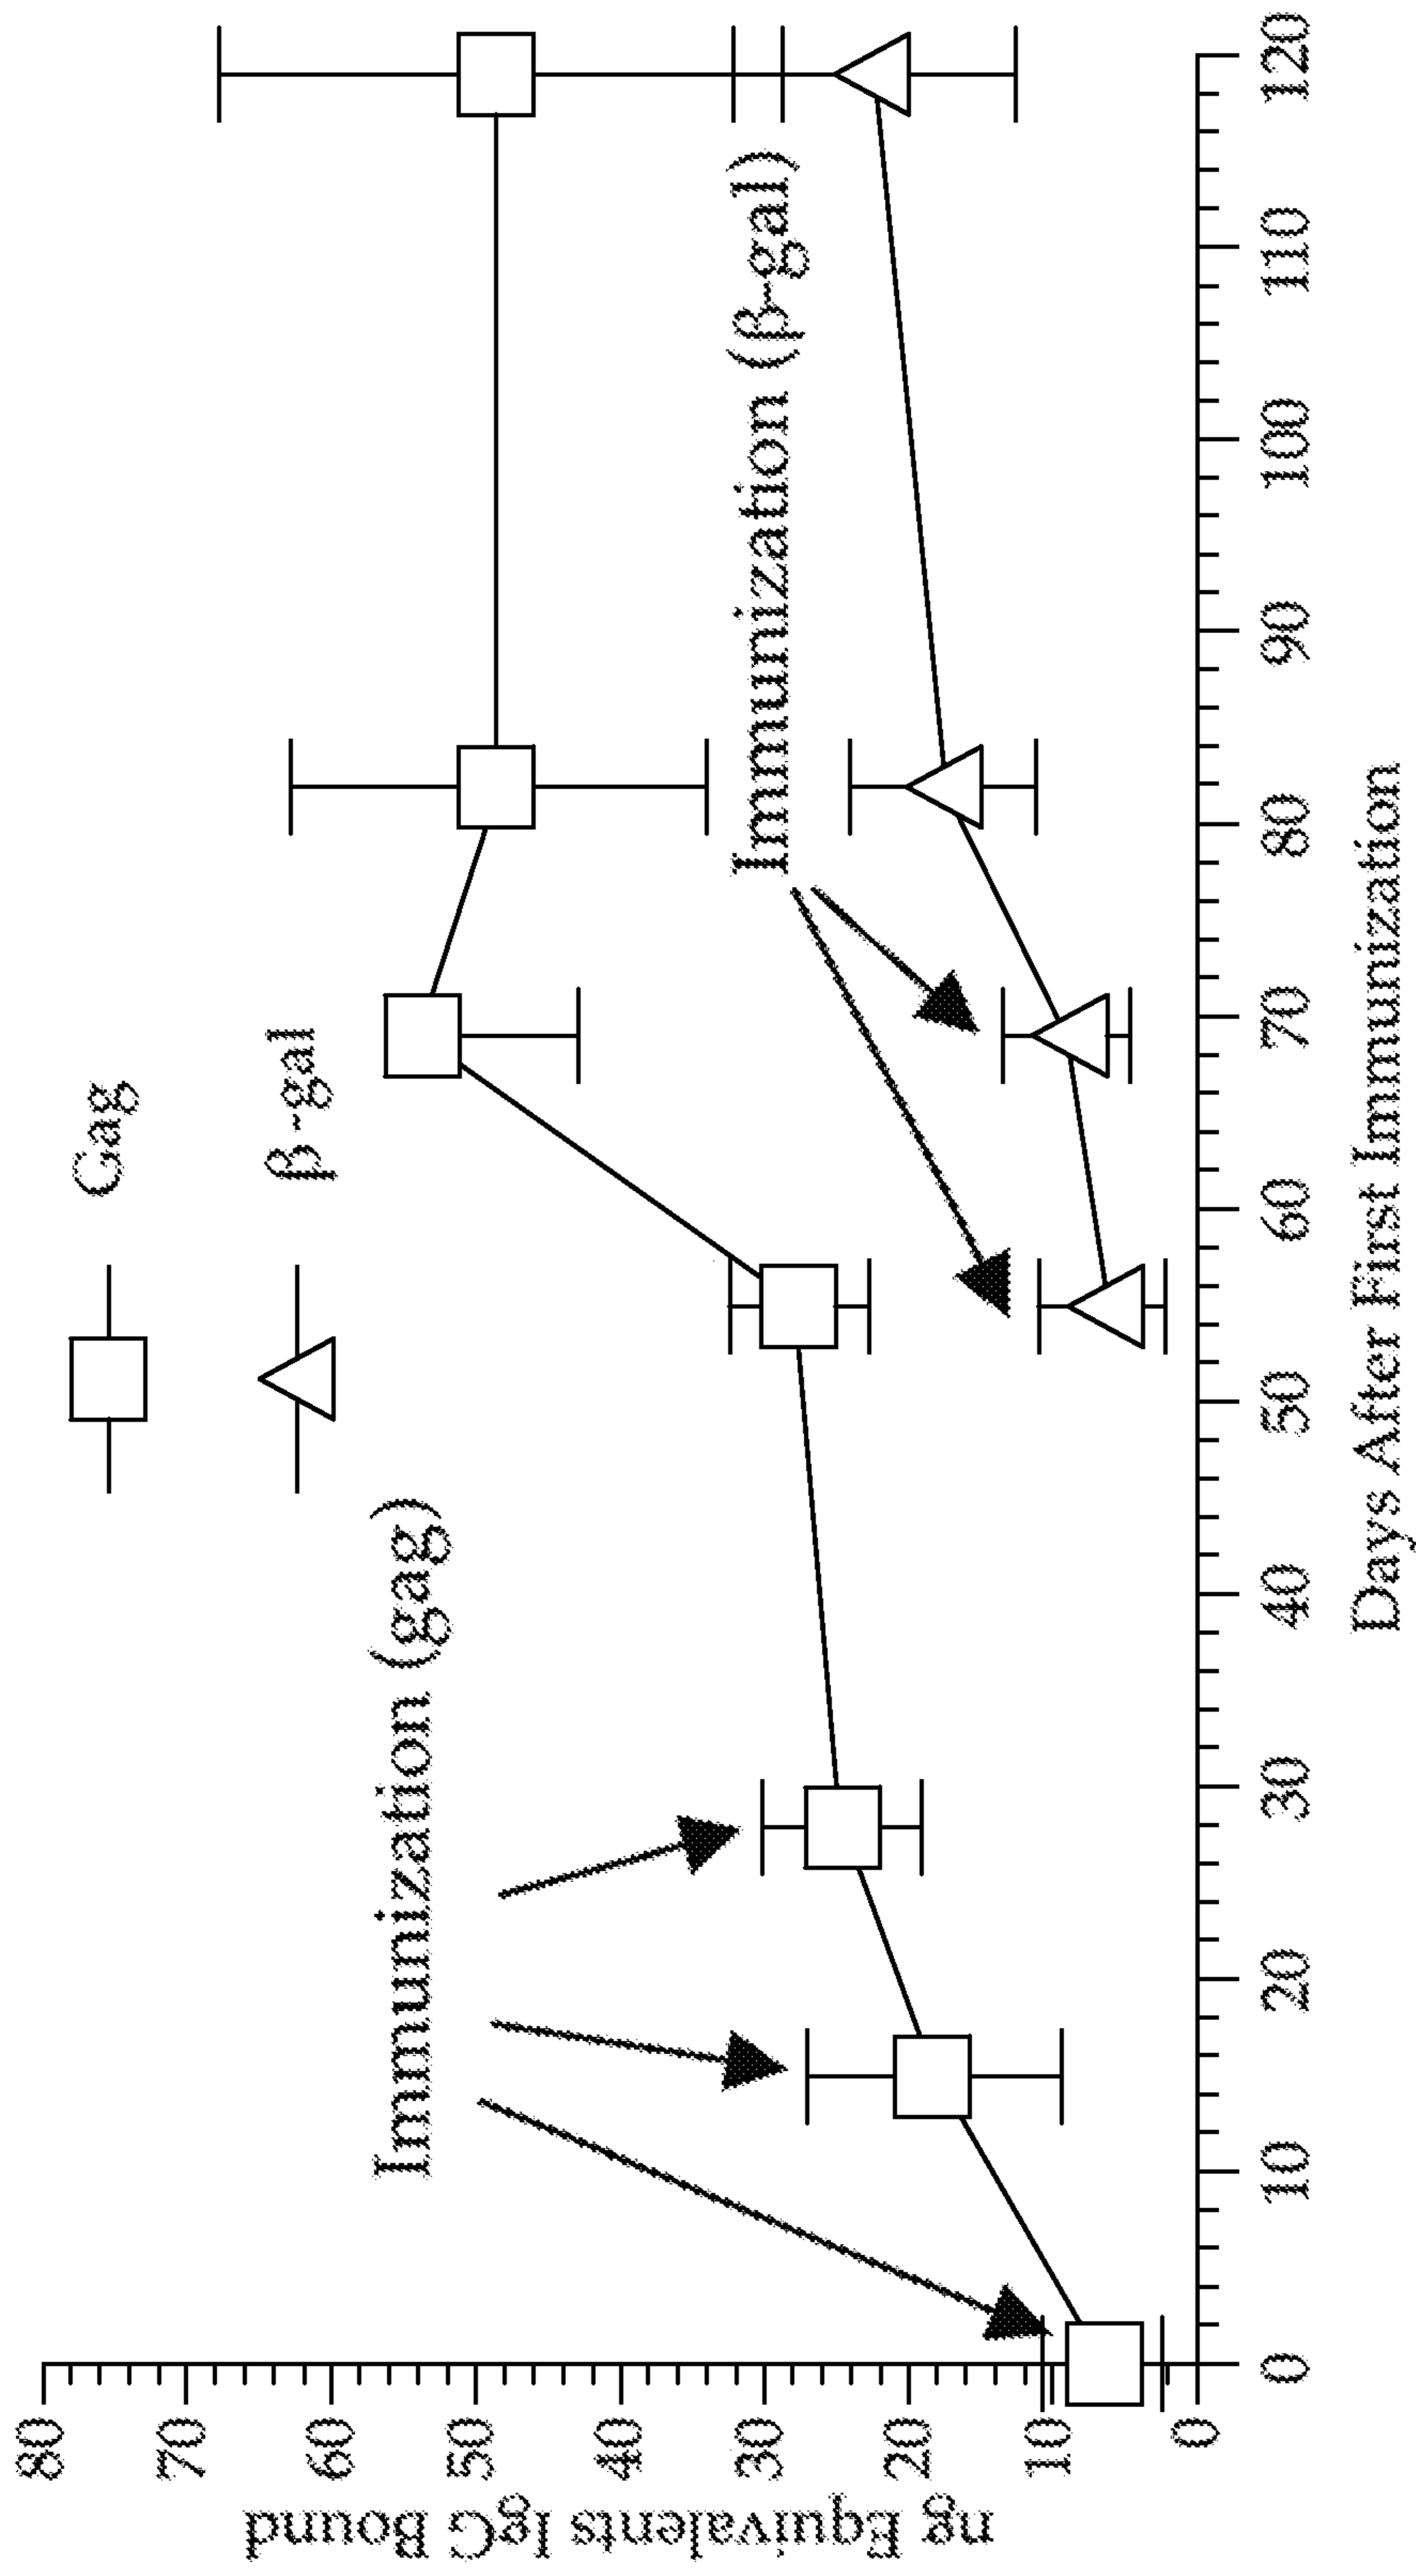 Gag
β-gal
Immunization (gag)
Immunization (β-gal)
80
70
60
50
40
30
20
10
0
ng Equivalents IgG Bound
0 10 20 30 40 50 60 70 80 90 100 110 120
Days After First Immunization